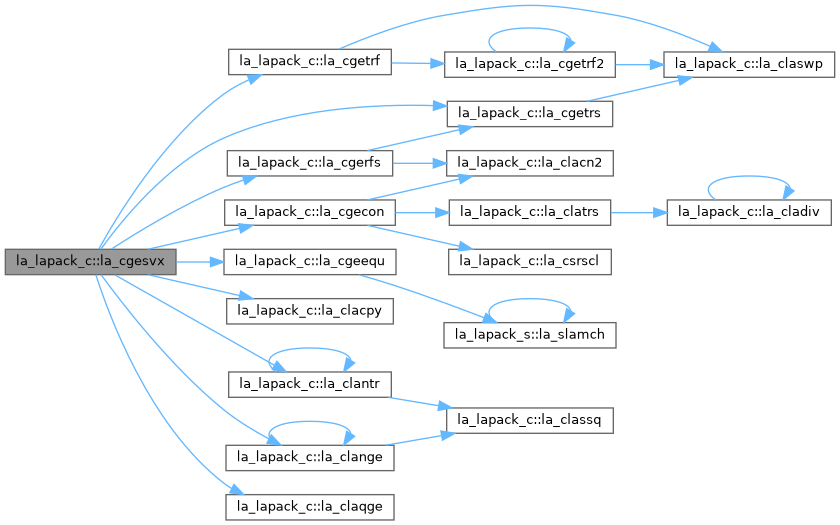 la_lapack_c::la_cgetrf
la_lapack_c::la_cgetrf2
la_lapack_c::la_claswp
la_lapack_c::la_cgetrs
la_lapack_c::la_cgerfs
la_lapack_c::la_clacn2
la_lapack_c::la_cgecon
la_lapack_c::la_clatrs
la_lapack_c::la_cladiv
la_lapack_c::la_cgesvx
la_lapack_c::la_cgeequ
la_lapack_c::la_csrscl
la_lapack_c::la_clacpy
la_lapack_s::la_slamch
la_lapack_c::la_clantr
la_lapack_c::la_classq
la_lapack_c::la_clange
la_lapack_c::la_claqge